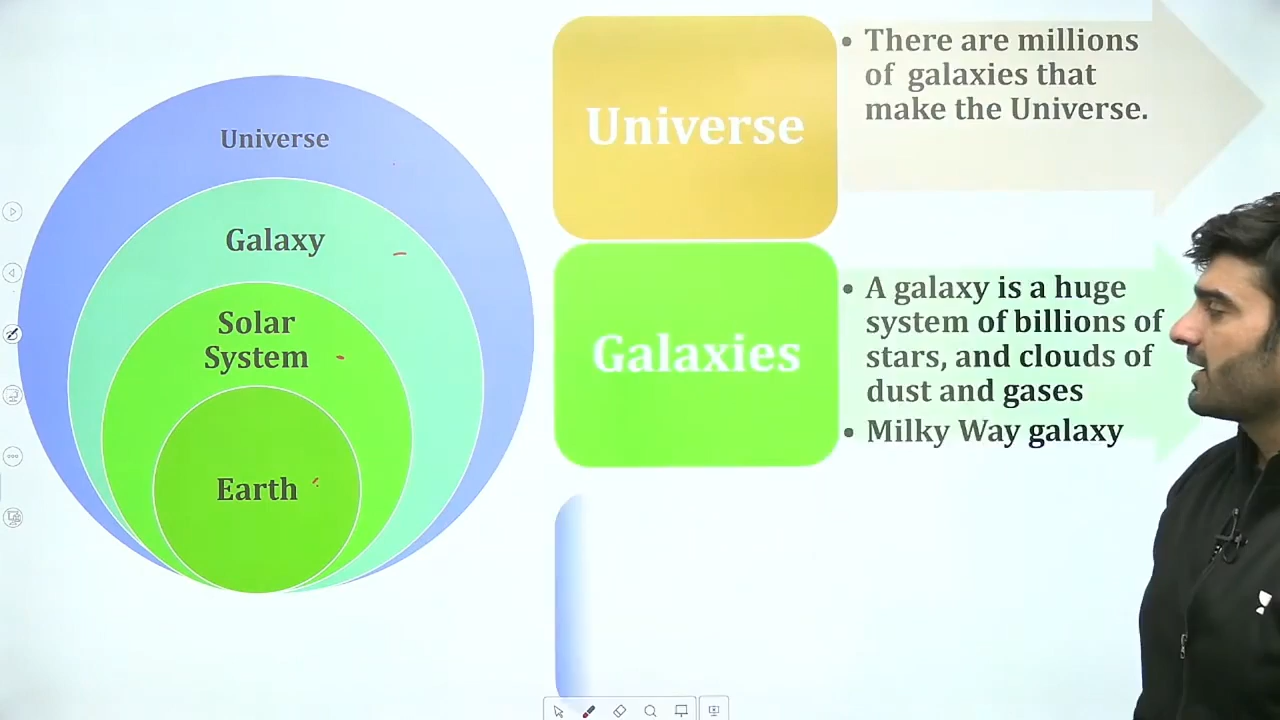 Universe
Galaxy
Solar
System
Earth
Universe
• There are millions
of galaxies that
make the Universe.
Galaxies
• A galaxy is a huge
system of billions of
stars, and clouds of
dust and gases
• Milky Way galaxy